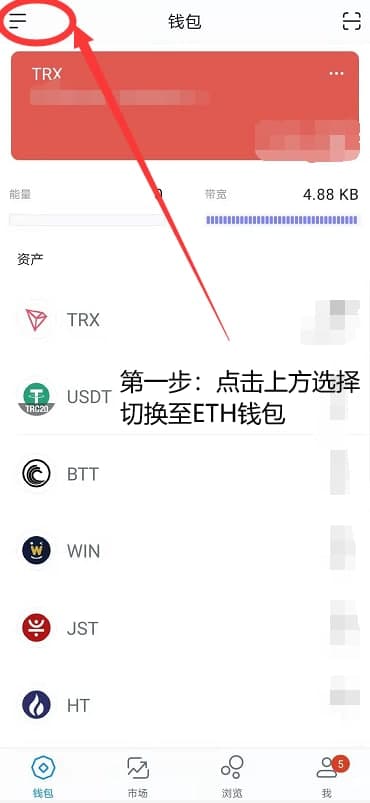 钱包
TRX
能量 0 带宽 4.88 KB
资产
TRX
第一步：点击上方选择
切换至ETH钱包
USDT
TRC20
BTT
WIN
W
JST
HT
5
钱包 市场 浏览 我